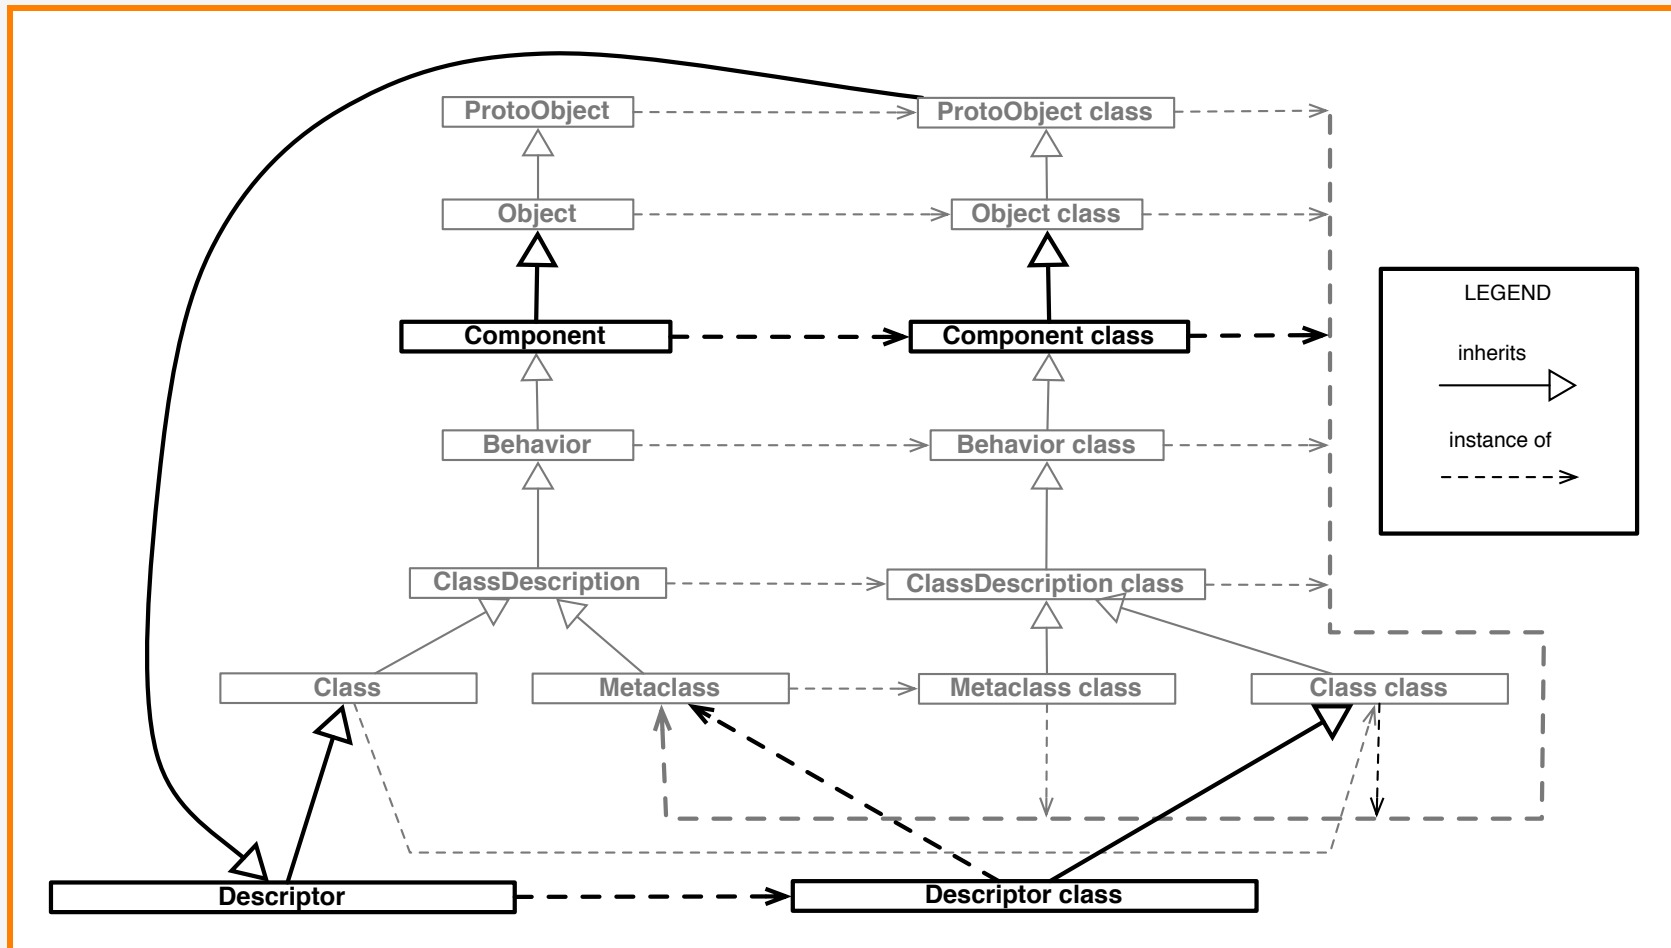 ProtoObject
ProtoObject class
Object
Object class
LEGEND
Component
Component class
inherits
Behavior
Behavior class
instance of
ClassDescription
ClassDescription class
Class
Metaclass
Metaclass class
Class class
Descriptor
Descriptor class